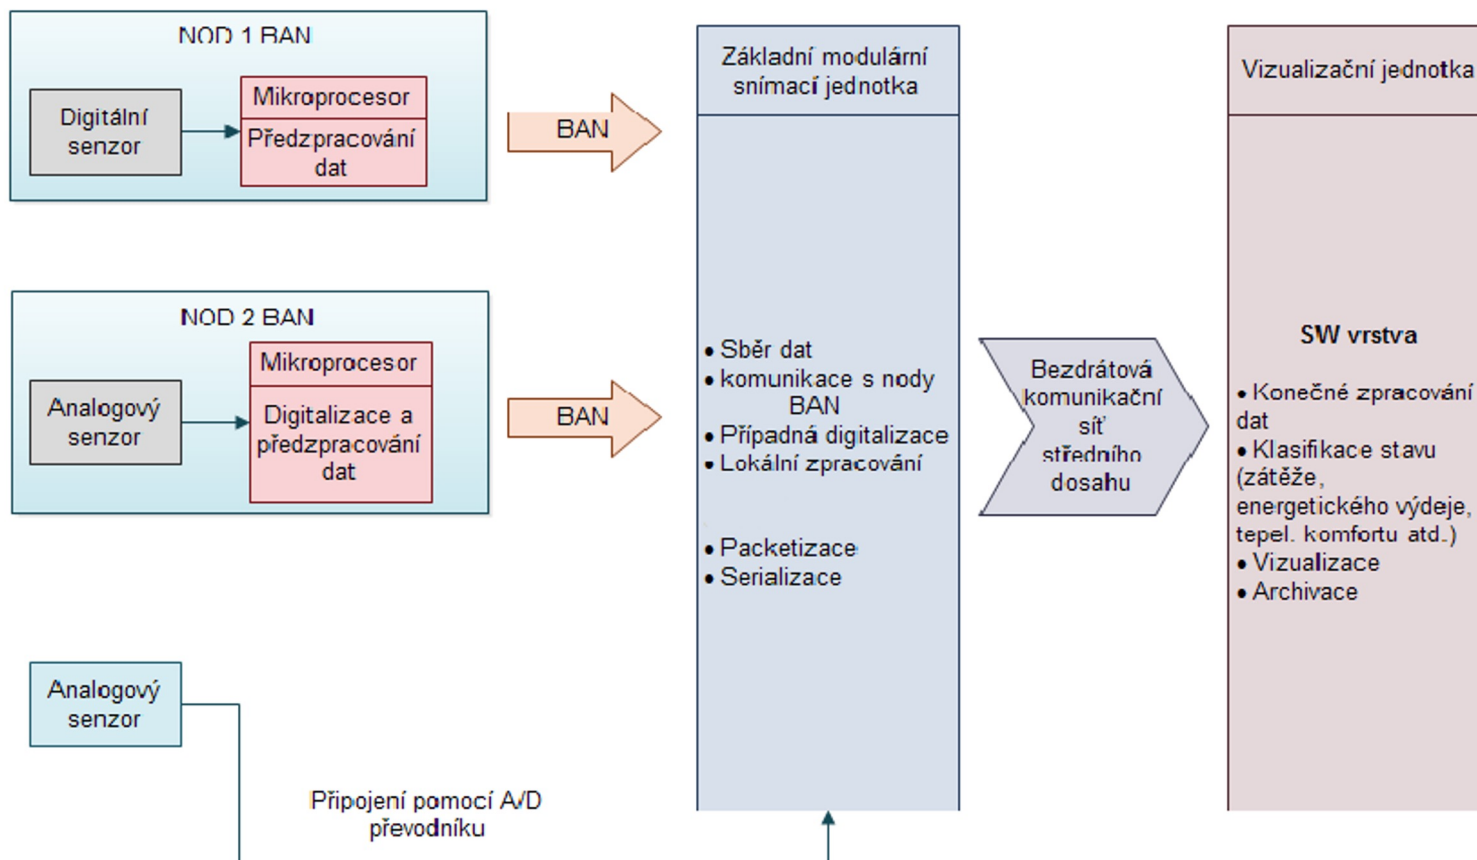 NOD 1 BAN
Digitální
senzor
Mikroprocesor
Předzpracování
dat
BAN
NOD 2 BAN
Analogový
senzor
Mikroprocesor
Digitalizace a
předzpracování
dat
BAN
Analogový
senzor
Připojení pomocí A/D
převodníku
Základní modulární
snímací jednotka
• Sběr dat
• komunikace s nody
BAN
• Případná digitalizace
• Lokální zpracování
• Packetizace
• Serializace
Bezdrátová
komunikační
síť
středního
dosahu
Vizualizační jednotka
SW vrstva
• Konečné zpracování
dat
• Klasifikace stavu
(zátěže,
energetického výdeje,
tepel. komfortu atd.)
• Vizualizace
• Archivace